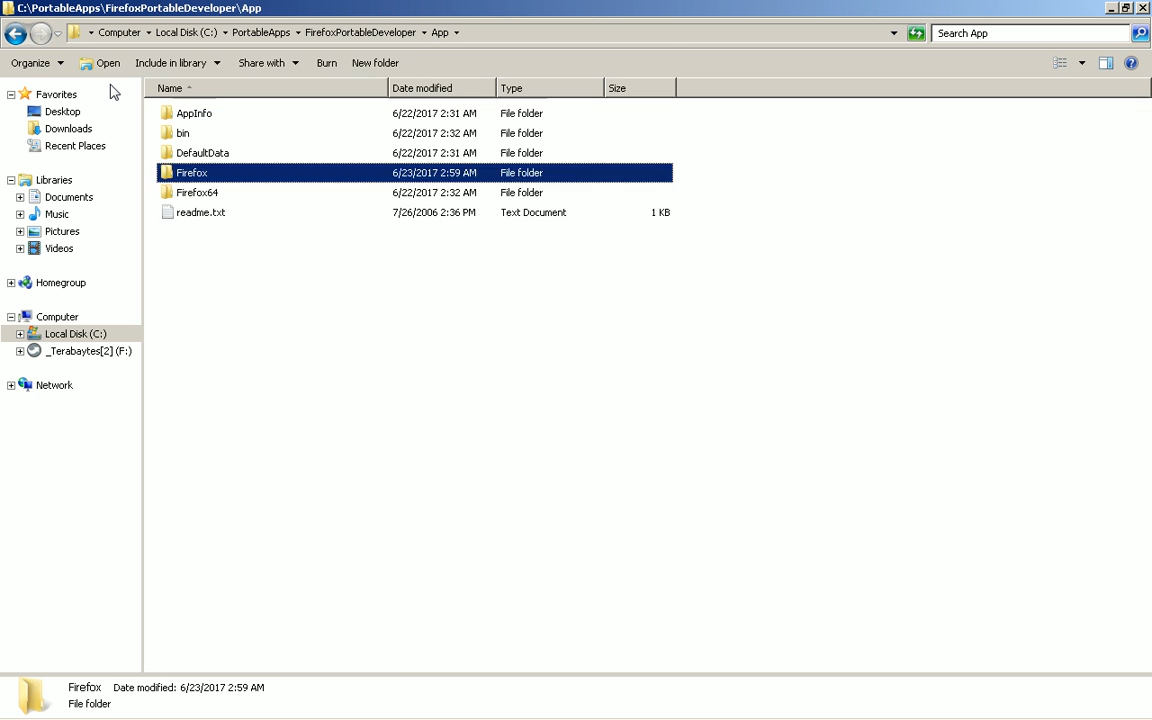 C:\PortableApps\FirefoxPortableDeveloper\App
Computer Local Disk (C:) PortableApps FirefoxPortableDeveloper App Search App
Organize Open Include in library Share with Burn New folder
Name Date modified Type Size
Favorites
Desktop
Downloads
Recent Places
Libraries
Documents
Music
Pictures
Videos
Homegroup
Computer
Local Disk (C:)
_Terabaytes[2] (F:)
Network
AppInfo 6/22/2017 2:31 AM File folder
bin 6/22/2017 2:32 AM File folder
DefaultData 6/22/2017 2:31 AM File folder
Firefox 6/23/2017 2:59 AM File folder
Firefox64 6/22/2017 2:32 AM File folder
readme.txt 7/26/2006 2:36 PM Text Document 1 KB
Firefox Date modified: 6/23/2017 2:59 AM
File folder